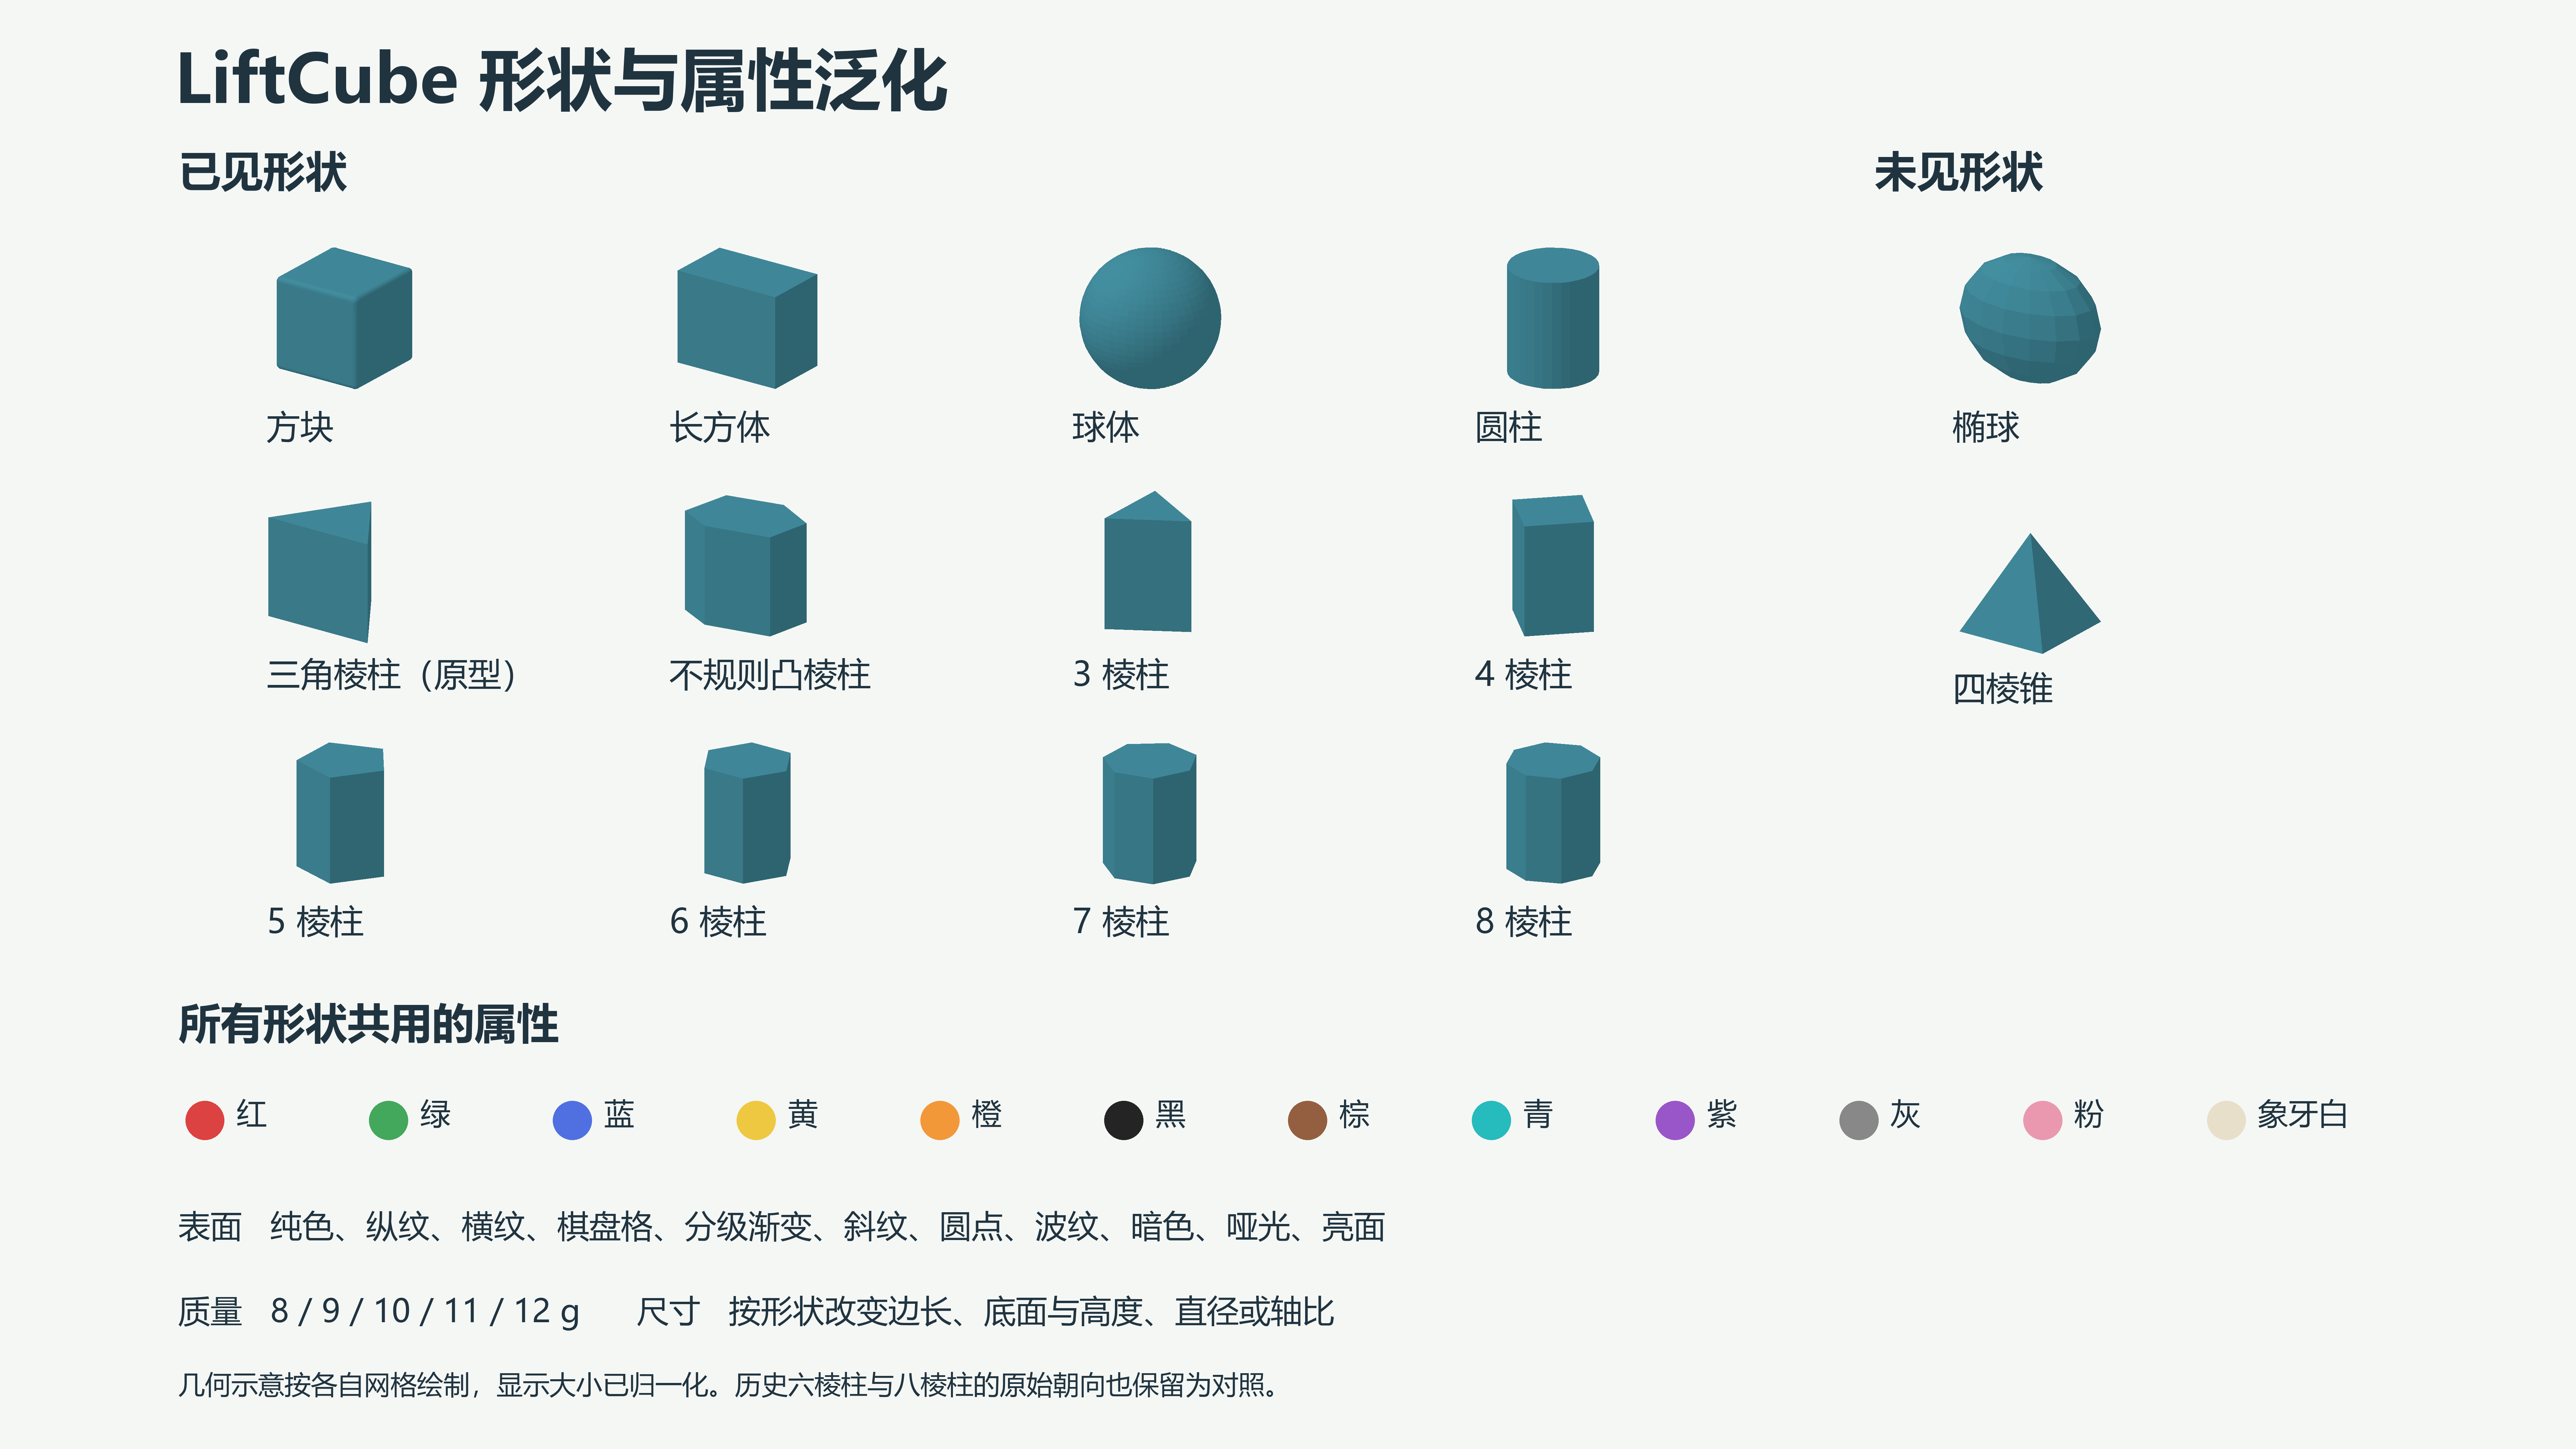 LiftCube 形状与属性泛化
已见形状
未见形状
方块
长方体
球体
圆柱
椭球
三角棱柱（原型）
不规则凸棱柱
3 棱柱
4 棱柱
四棱锥
5 棱柱
6 棱柱
7 棱柱
8 棱柱
所有形状共用的属性
红
绿
蓝
黄
橙
黑
棕
青
紫
灰
粉
象牙白
表面 纯色、纵纹、横纹、棋盘格、分级渐变、斜纹、圆点、波纹、暗色、哑光、亮面
质量 8 / 9 / 10 / 11 / 12 g 尺寸 按形状改变边长、底面与高度、直径或轴比
几何示意按各自网格绘制，显示大小已归一化。历史六棱柱与八棱柱的原始朝向也保留为对照。